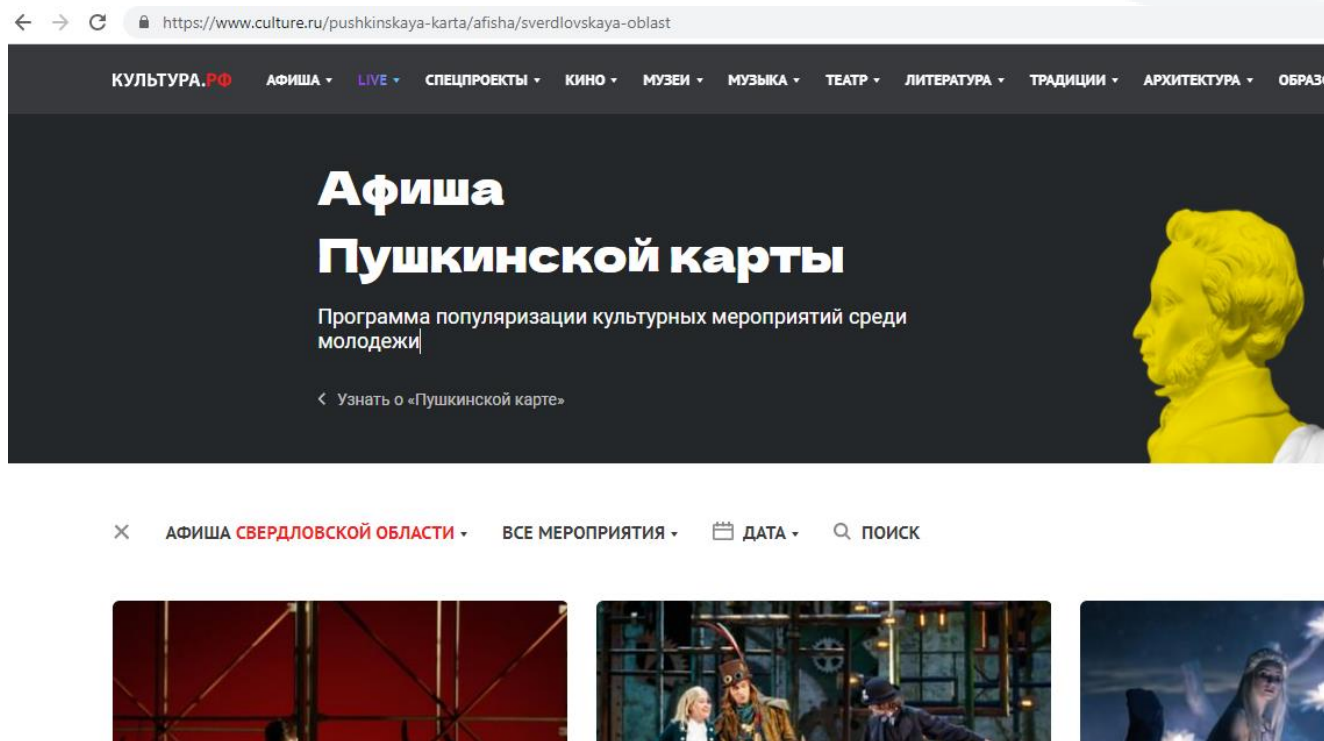 https://www.culture.ru/pushkinskaya-karta/afisha/sverdlovskaya-oblast
КУЛЬТУРА.РФ АФИША LIVE СПЕЦПРОЕКТЫ КИНО МУЗЕИ МУЗЫКА ТЕАТР ЛИТЕРАТУРА ТРАДИЦИИ АРХИТЕКТУРА ОБРАЗО
Афиша
Пушкинской карты
Программа популяризации культурных мероприятий среди
молодежи
Узнать о «Пушкинской карте»
АФИША СВЕРДЛОВСКОЙ ОБЛАСТИ ВСЕ МЕРОПРИЯТИЯ ДАТА ПОИСК